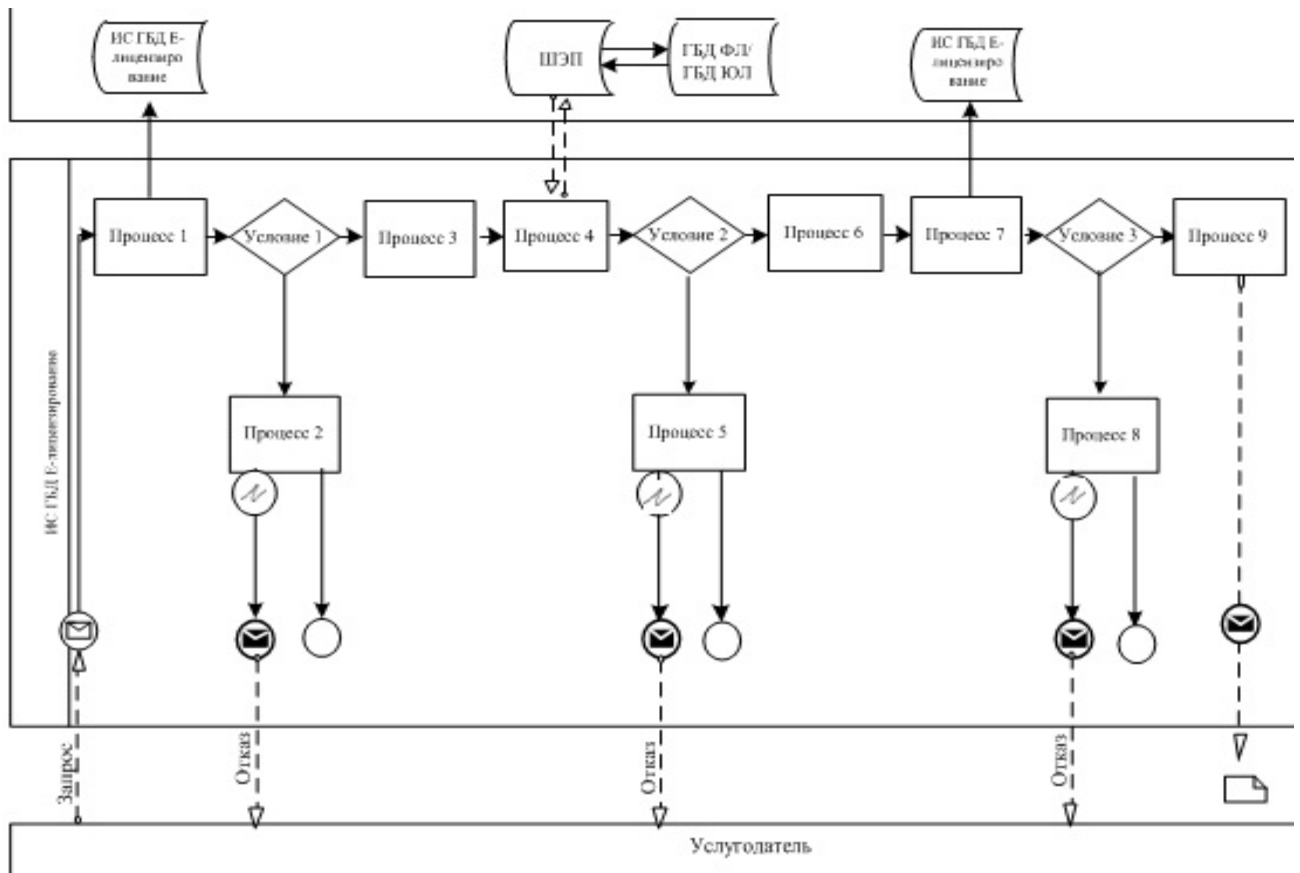 ИС ГБД Е-
лицензиро
вание
ШЭП
ГБД ФЛ/
ГБД ЮЛ
ИС ГБД Е-
лицензиро
вание
Процесс 1
Условие 1
Процесс 3
Процесс 4
Условие 2
Процесс 6
Процесс 7
Условие 3
Процесс 9
ИС ГБД Е-лицензирование
Процесс 2
Процесс 5
Процесс 8
Запрос
Отказ
Отказ
Отказ
Услугодатель